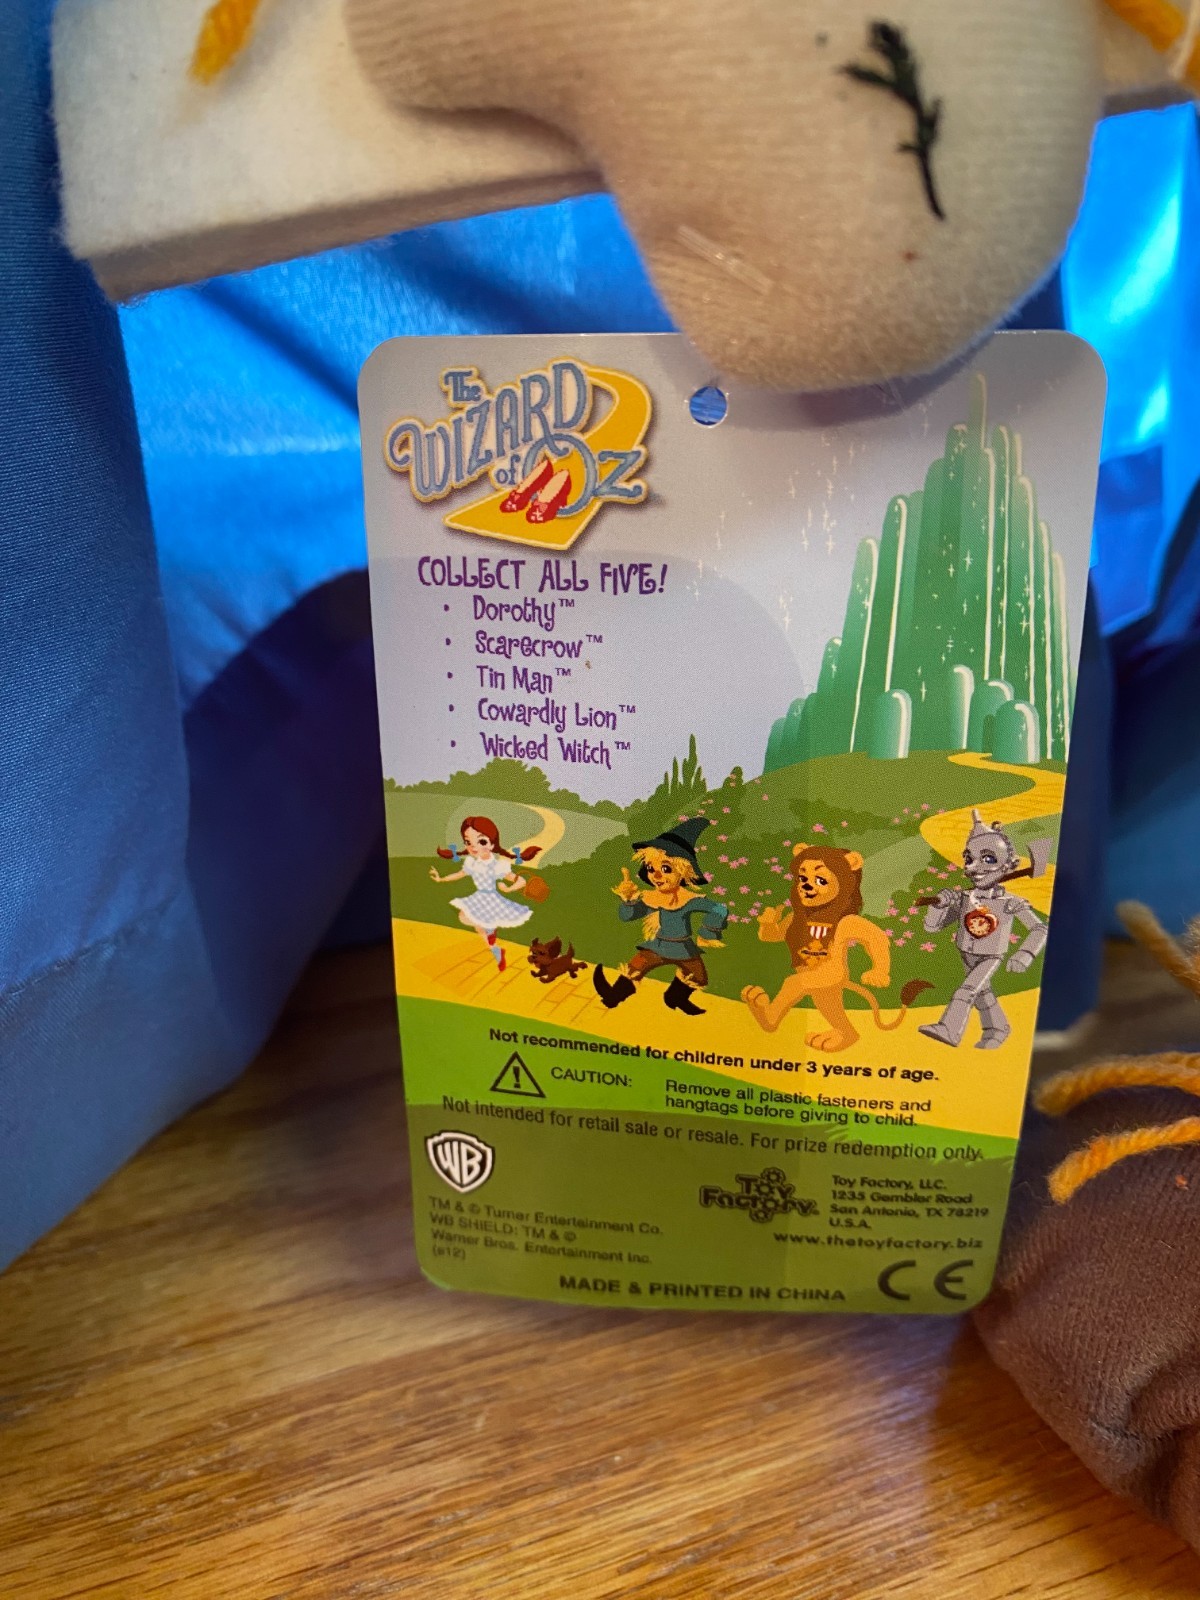 The
WIZARD
of OZ
COLLECT ALL FIVE!
• Dorothy™
• Scarecrow™
• Tin Man™
• Cowardly Lion™
• Wicked Witch™
Not recommended for children under 3 years of age.
! CAUTION: Remove all plastic fasteners and
hangtags before giving to child.
Not intended for retail sale or resale. For prize redemption only.
WB
TM & © Turner Entertainment Co.
WB SHIELD: TM & ©
Warner Bros. Entertainment Inc.
(s12)
Toy
Factory
Toy Factory, LLC.
1235 Gembler Road
San Antonio, TX 78219
U.S.A.
www.thetoyfactory.biz
MADE & PRINTED IN CHINA
CE